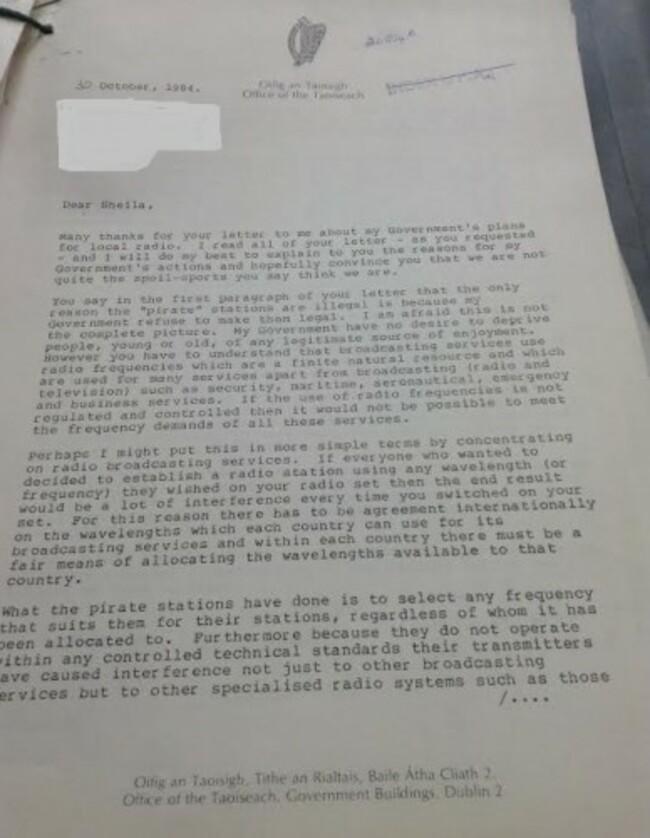 30 October, 1984.
Oifig an Taoisigh
Office of the Taoiseach
Dear Sheila,
Many thanks for your letter to me about my Government's plans
for local radio. I read all of your letter - as you requested
- and I will do my best to explain to you the reasons for my
Government's actions and hopefully convince you that we are not
quite the spoil-sports you say think we are.
You say in the first paragraph of your letter that the only
reason the "pirate" stations are illegal is because my
Government refuse to make them legal. I am afraid this is not
the complete picture. My Government have no desire to deprive
people, young or old, of any legitimate source of enjoyment.
However you have to understand that broadcasting services use
radio frequencies which are a finite natural resource and which
are used for many services apart from broadcasting (radio and
television) such as security, maritime, aeronautical, emergency
and business services. If the use of radio frequencies is not
regulated and controlled then it would not be possible to meet
the frequency demands of all these services.
Perhaps I might put this in more simple terms by concentrating
on radio broadcasting services. If everyone who wanted to
decided to establish a radio station using any wavelength (or
frequency) they wished on your radio set then the end result
would be a lot of interference every time you switched on your
set. For this reason there has to be agreement internationally
on the wavelengths which each country can use for its
broadcasting services and within each country there must be a
fair means of allocating the wavelengths available to that
country.
What the pirate stations have done is to select any frequency
that suits them for their stations, regardless of whom it has
been allocated to. Furthermore because they do not operate
within any controlled technical standards their transmitters
have caused interference not just to other broadcasting
services but to other specialised radio systems such as those
/....
Oifig an Taoisigh, Tithe an Rialtais, Baile Átha Cliath 2.
Office of the Taoiseach, Government Buildings, Dublin 2